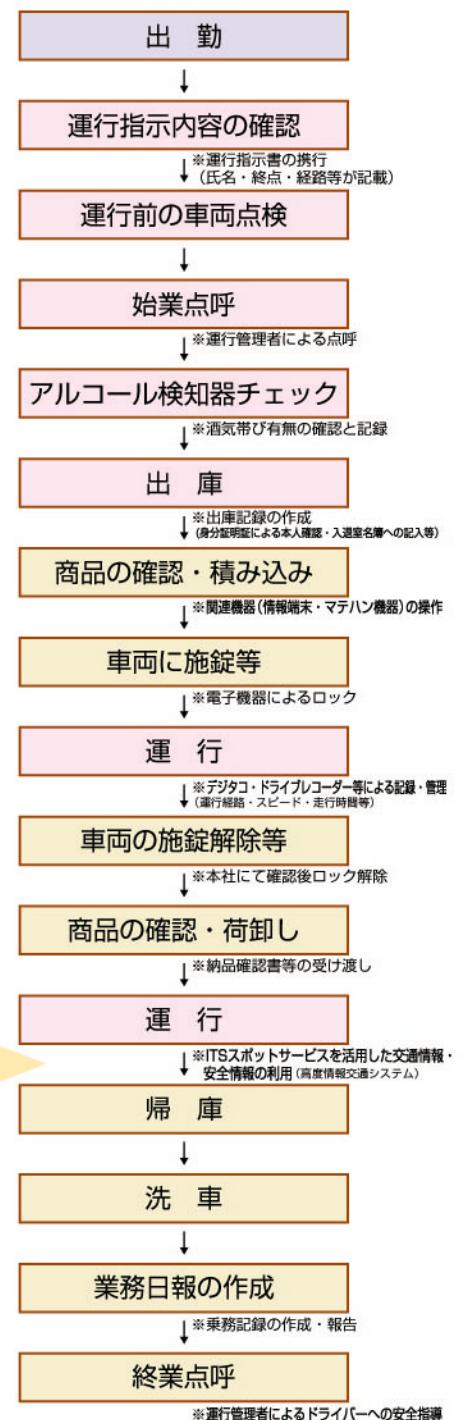 出 勤
↓
運行指示内容の確認
↓ ※運行指示書の携行
（氏名・終点・経路等が記載）
運行前の車両点検
↓
始業点呼
↓ ※運行管理者による点呼
アルコール検知器チェック
↓ ※酒気帯び有無の確認と記録
出 庫
↓ ※出庫記録の作成
（身分証明証による本人確認・入退室名簿への記入等）
商品の確認・積み込み
↓ ※関連機器（情報端末・マテハン機器）の操作
車両に施錠等
↓ ※電子機器によるロック
運 行
↓ ※デジタコ・ドライブレコーダー等による記録・管理
（運行経路・スピード・走行時間等）
車両の施錠解除等
↓ ※本社にて確認後ロック解除
商品の確認・荷卸し
↓ ※納品確認書等の受け渡し
運 行
↓ ※ITSスポットサービスを活用した交通情報・
安全情報の利用（高度情報交通システム）
帰 庫
↓
洗 車
↓
業務日報の作成
↓ ※乗務記録の作成・報告
終業点呼
※運行管理者によるドライバーへの安全指導